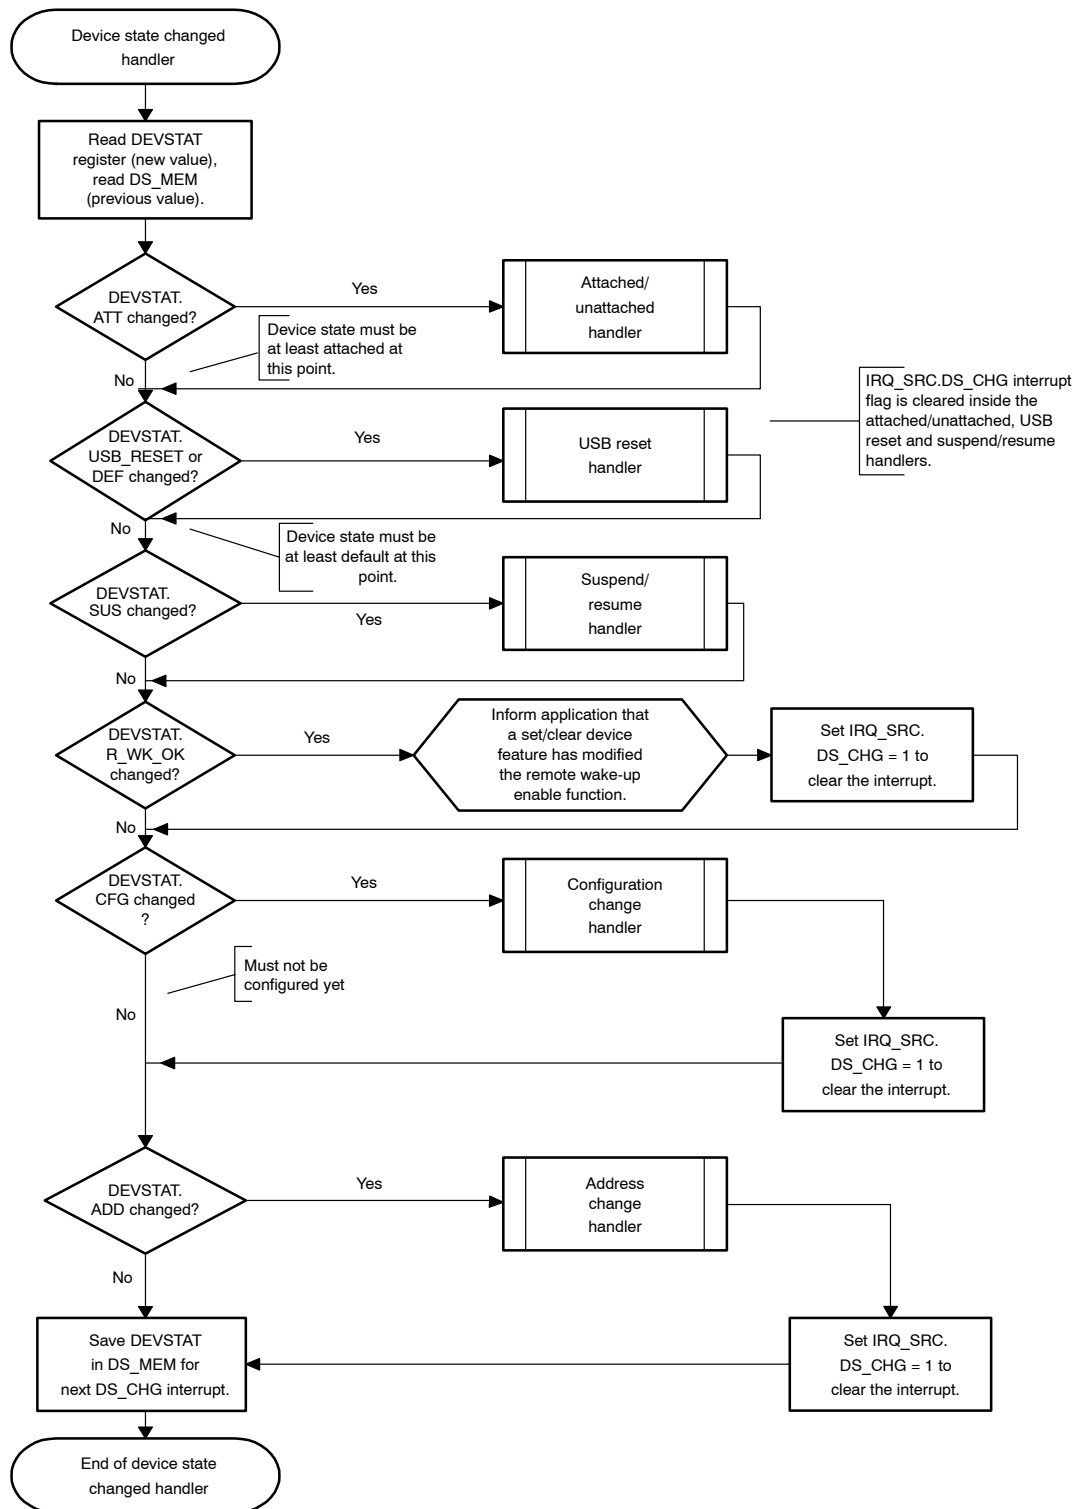 Device state changed
handler
Read DEVSTAT
register (new value),
read DS_MEM
(previous value).
DEVSTAT.
ATT changed?
Yes
Attached/
unattached
handler
Device state must be
at least attached at
this point.
No
IRQ_SRC.DS_CHG interrupt
flag is cleared inside the
attached/unattached, USB
reset and suspend/resume
handlers.
DEVSTAT.
USB_RESET or
DEF changed?
Yes
USB reset
handler
No
Device state must be
at least default at this
point.
DEVSTAT.
SUS changed?
Yes
Suspend/
resume
handler
No
DEVSTAT.
R_WK_OK
changed?
Yes
Inform application that
a set/clear device
feature has modified
the remote wake-up
enable function.
Set IRQ_SRC.
DS_CHG = 1 to
clear the interrupt.
No
DEVSTAT.
CFG changed
?
Yes
Configuration
change
handler
Must not be
configured yet
No
Set IRQ_SRC.
DS_CHG = 1 to
clear the interrupt.
DEVSTAT.
ADD changed?
Yes
Address
change
handler
No
Save DEVSTAT
in DS_MEM for
next DS_CHG interrupt.
Set IRQ_SRC.
DS_CHG = 1 to
clear the interrupt.
End of device state
changed handler